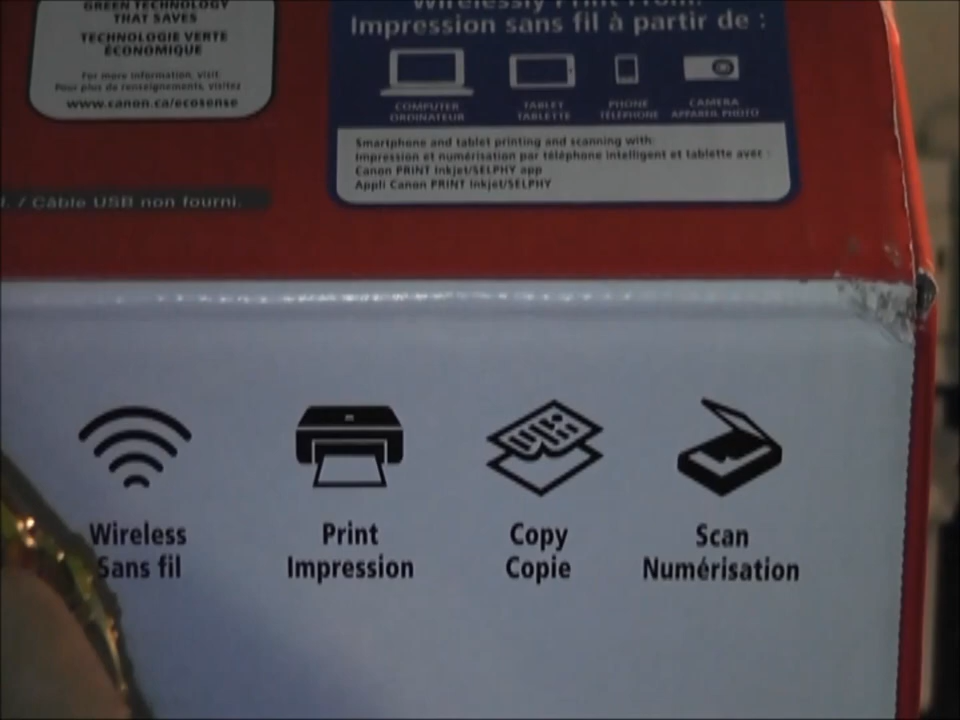 GREEN TECHNOLOGY
THAT SAVES
TECHNOLOGIE VERTE
ÉCONOMIQUE
For more information, visit
Pour plus de renseignements, visitez
www.canon.ca/ecosense
/ Câble USB non fourni.
Wirelessly Print From:
Impression sans fil à partir de :
COMPUTER
ORDINATEUR
TABLET
TABLETTE
PHONE
TÉLÉPHONE
CAMERA
APPAREIL PHOTO
Smartphone and tablet printing and scanning with:
Impression et numérisation par téléphone intelligent et tablette avec :
Canon PRINT Inkjet/SELPHY app
Appli Canon PRINT Inkjet/SELPHY
Wireless
Sans fil
Print
Impression
Copy
Copie
Scan
Numérisation